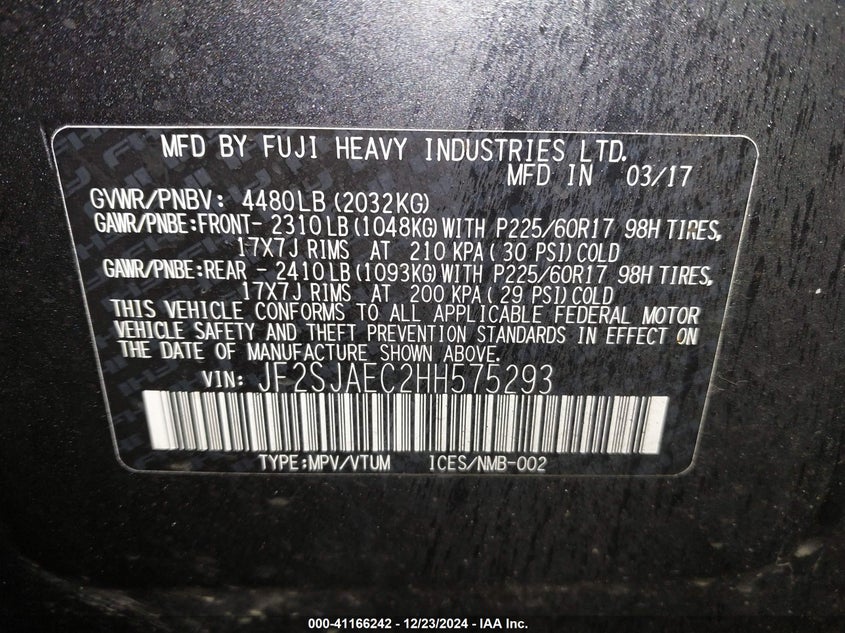 MFD BY FUJI HEAVY INDUSTRIES LTD.
MFD IN 03/17
GVWR/PNBV: 4480LB(2032KG)
GAWR/PNBE:FRONT- 2310LB(1048KG)WITH P225/60R17 98H TIRES,
17X7J RIMS AT 210 KPA(30 PSI)COLD
GAWR/PNBE:REAR - 2410LB(1093KG)WITH P225/60R17 98H TIRES,
17X7J RIMS AT 200 KPA(29 PSI)COLD
THIS VEHICLE CONFORMS TO ALL APPLICABLE FEDERAL MOTOR
VEHICLE SAFETY AND THEFT PREVENTION STANDARDS IN EFFECT ON
THE DATE OF MANUFACTURE SHOWN ABOVE.
VIN: JF2SJAEC2HH575293
TYPE:MPV/VTUM ICES/NMB-002
000-41166242 - 12/23/2024 - IAA Inc.